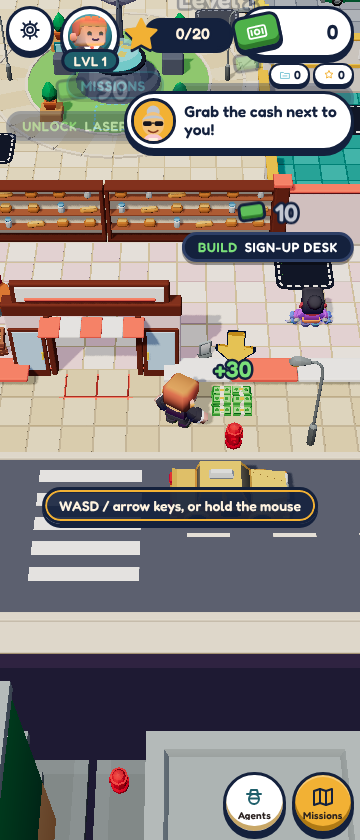 Level
0/20
0
LVL 1
MISSIONS
0
0
Grab the cash next to
you!
UNLOCK LASER
10
BUILD SIGN-UP DESK
+30
WASD / arrow keys, or hold the mouse
Agents
Missions